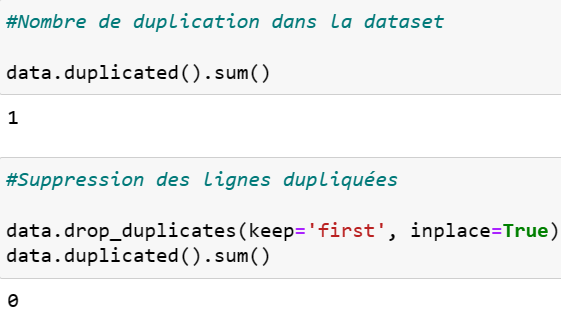 #Nombre de duplication dans la dataset
data.duplicated().sum()
1
#Suppression des lignes dupliquées
data.drop_duplicates(keep='first', inplace=True)
data.duplicated().sum()
0